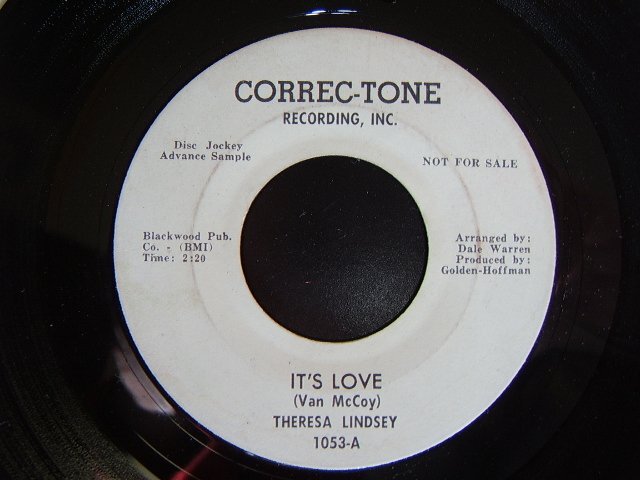 CORREC-TONE
RECORDING, INC.
Disc Jockey
Advance Sample
NOT FOR SALE
Blackwood Pub.
Co. - (BMI)
Time: 2:20
Arranged by:
Dale Warren
Produced by:
Golden-Hoffman
IT'S LOVE
(Van McCoy)
THERESA LINDSEY
1053-A